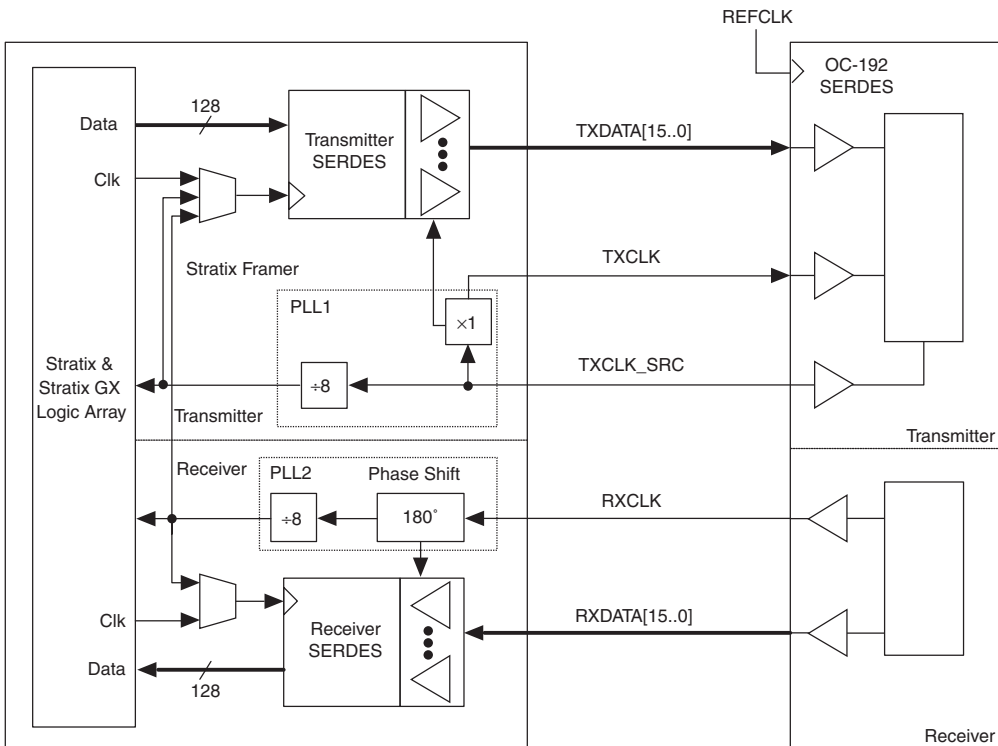 REFCLK
OC-192
SERDES
128
Data
Transmitter
SERDES
TXDATA[15..0]
Clk
Stratix Framer
TXCLK
PLL1
×1
Stratix &
Stratix GX
Logic Array
÷8
TXCLK_SRC
Transmitter
Transmitter
Receiver
PLL2
Phase Shift
÷8
180˚
RXCLK
Clk
Receiver
SERDES
RXDATA[15..0]
Data
128
Receiver